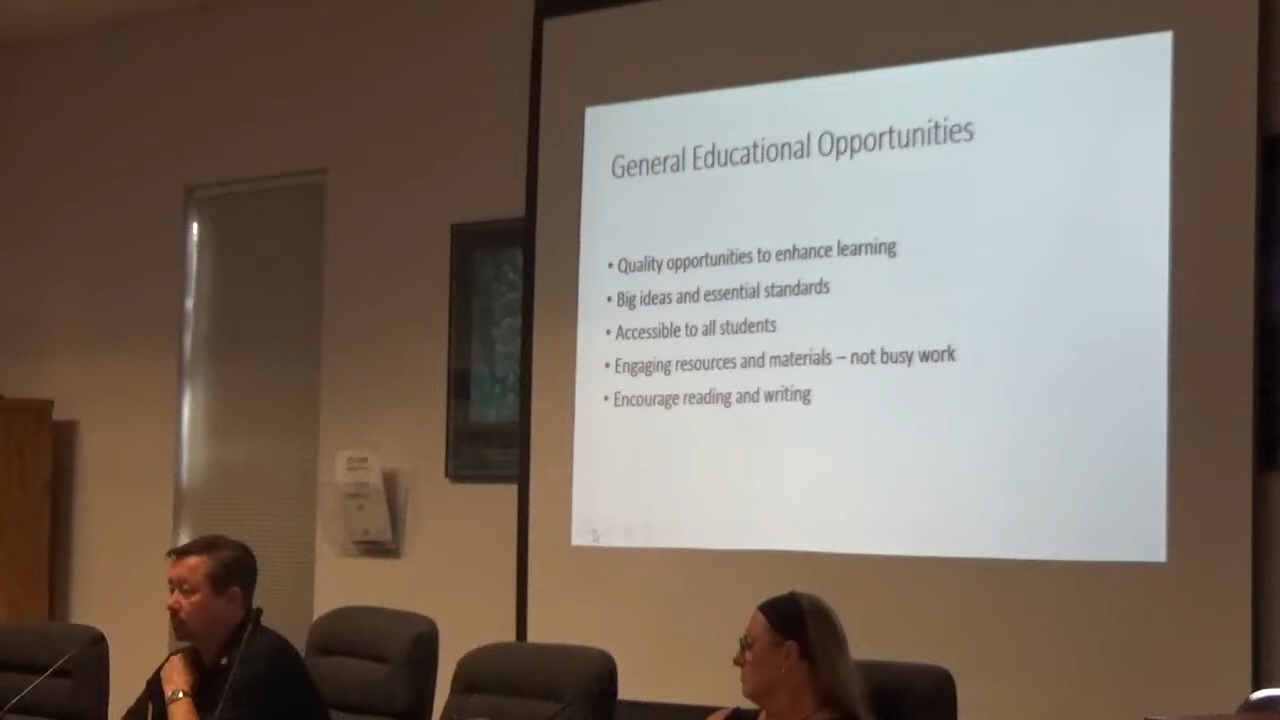 General Educational Opportunities
• Quality opportunities to enhance learning
• Big ideas and essential standards
• Accessible to all students
• Engaging resources and materials – not busy work
• Encourage reading and writing